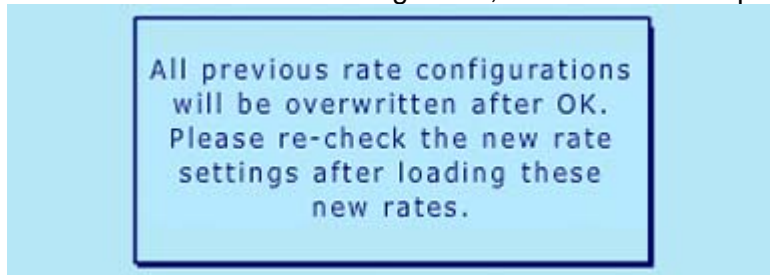 All previous rate configurations
will be overwritten after OK.
Please re-check the new rate
settings after loading these
new rates.